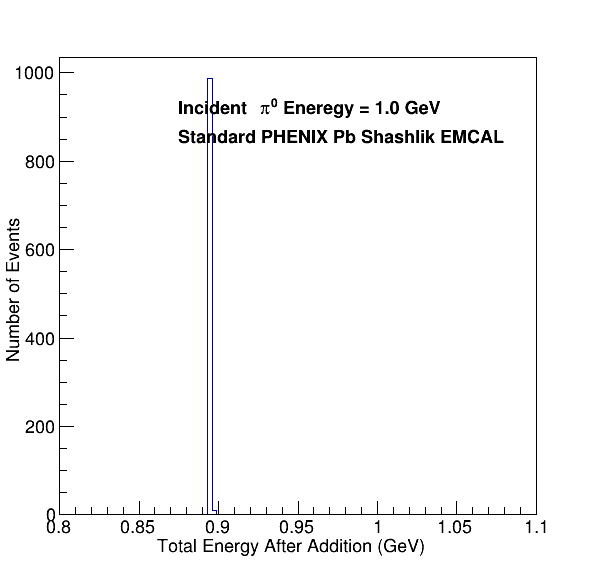 1000
Incident π⁰ Eneregy = 1.0 GeV
Standard PHENIX Pb Shashlik EMCAL
800
600
400
200
0
Number of Events
0.8 0.85 0.9 0.95 1 1.05 1.1
Total Energy After Addition (GeV)